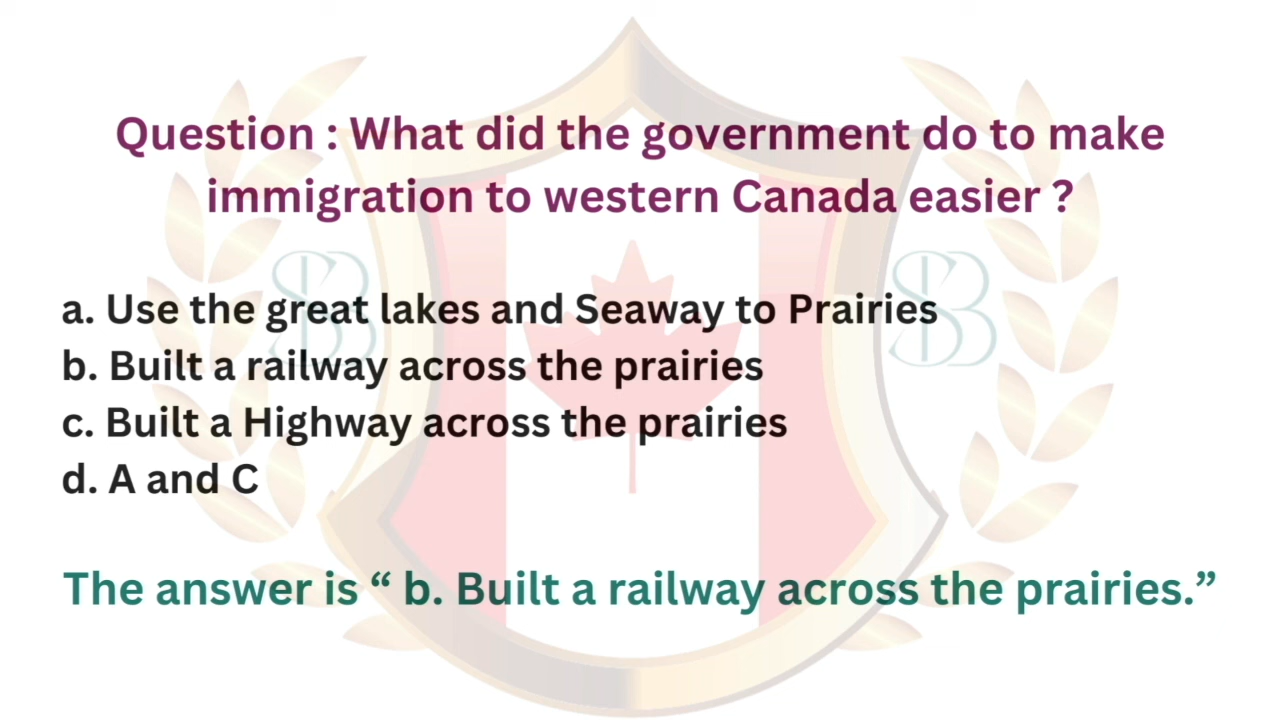 Question : What did the government do to make
immigration to western Canada easier ?
a. Use the great lakes and Seaway to Prairies
b. Built a railway across the prairies
c. Built a Highway across the prairies
d. A and C
The answer is “ b. Built a railway across the prairies.”